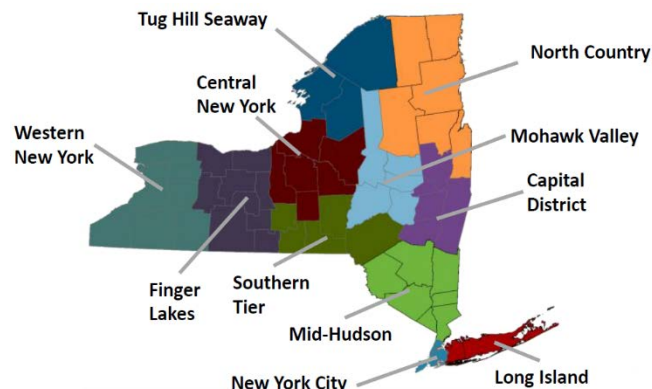 Tug Hill Seaway
North Country
Central
New York
Western
New York
Mohawk Valley
Capital
District
Finger
Lakes
Southern
Tier
Mid-Hudson
New York City
Long Island